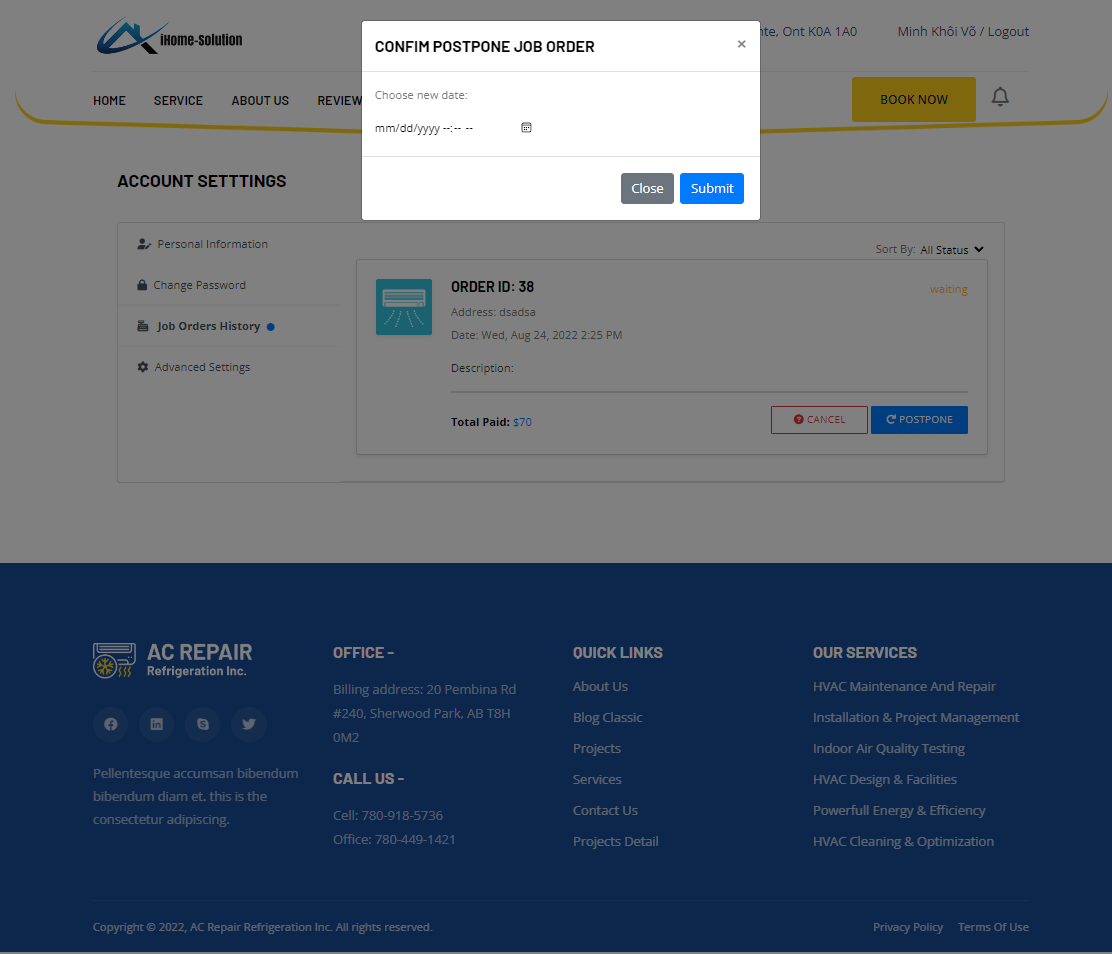 iHome-solution
nte, Ont K0A 1A0
Minh Khôi Võ / Logout
CONFIM POSTPONE JOB ORDER
×
HOME
SERVICE
ABOUT US
REVIEW
BOOK NOW
Choose new date:
mm/dd/yyyy --:-- --
Close
Submit
ACCOUNT SETTTINGS
Personal Information
Change Password
Job Orders History
Advanced Settings
Sort By: All Status
ORDER ID: 38
waiting
Address: dsadsa
Date: Wed, Aug 24, 2022 2:25 PM
Description:
Total Paid: $70
CANCEL
POSTPONE
AC REPAIR
Refrigeration Inc.
Pellentesque accumsan bibendum
bibendum diam et. this is the
consectetur adipiscing.
OFFICE -
Billing address: 20 Pembina Rd
#240, Sherwood Park, AB T8H
0M2
CALL US -
Cell: 780-918-5736
Office: 780-449-1421
QUICK LINKS
About Us
Blog Classic
Projects
Services
Contact Us
Projects Detail
OUR SERVICES
HVAC Maintenance And Repair
Installation & Project Management
Indoor Air Quality Testing
HVAC Design & Facilities
Powerfull Energy & Efficiency
HVAC Cleaning & Optimization
Copyright © 2022, AC Repair Refrigeration Inc. All rights reserved.
Privacy Policy
Terms Of Use